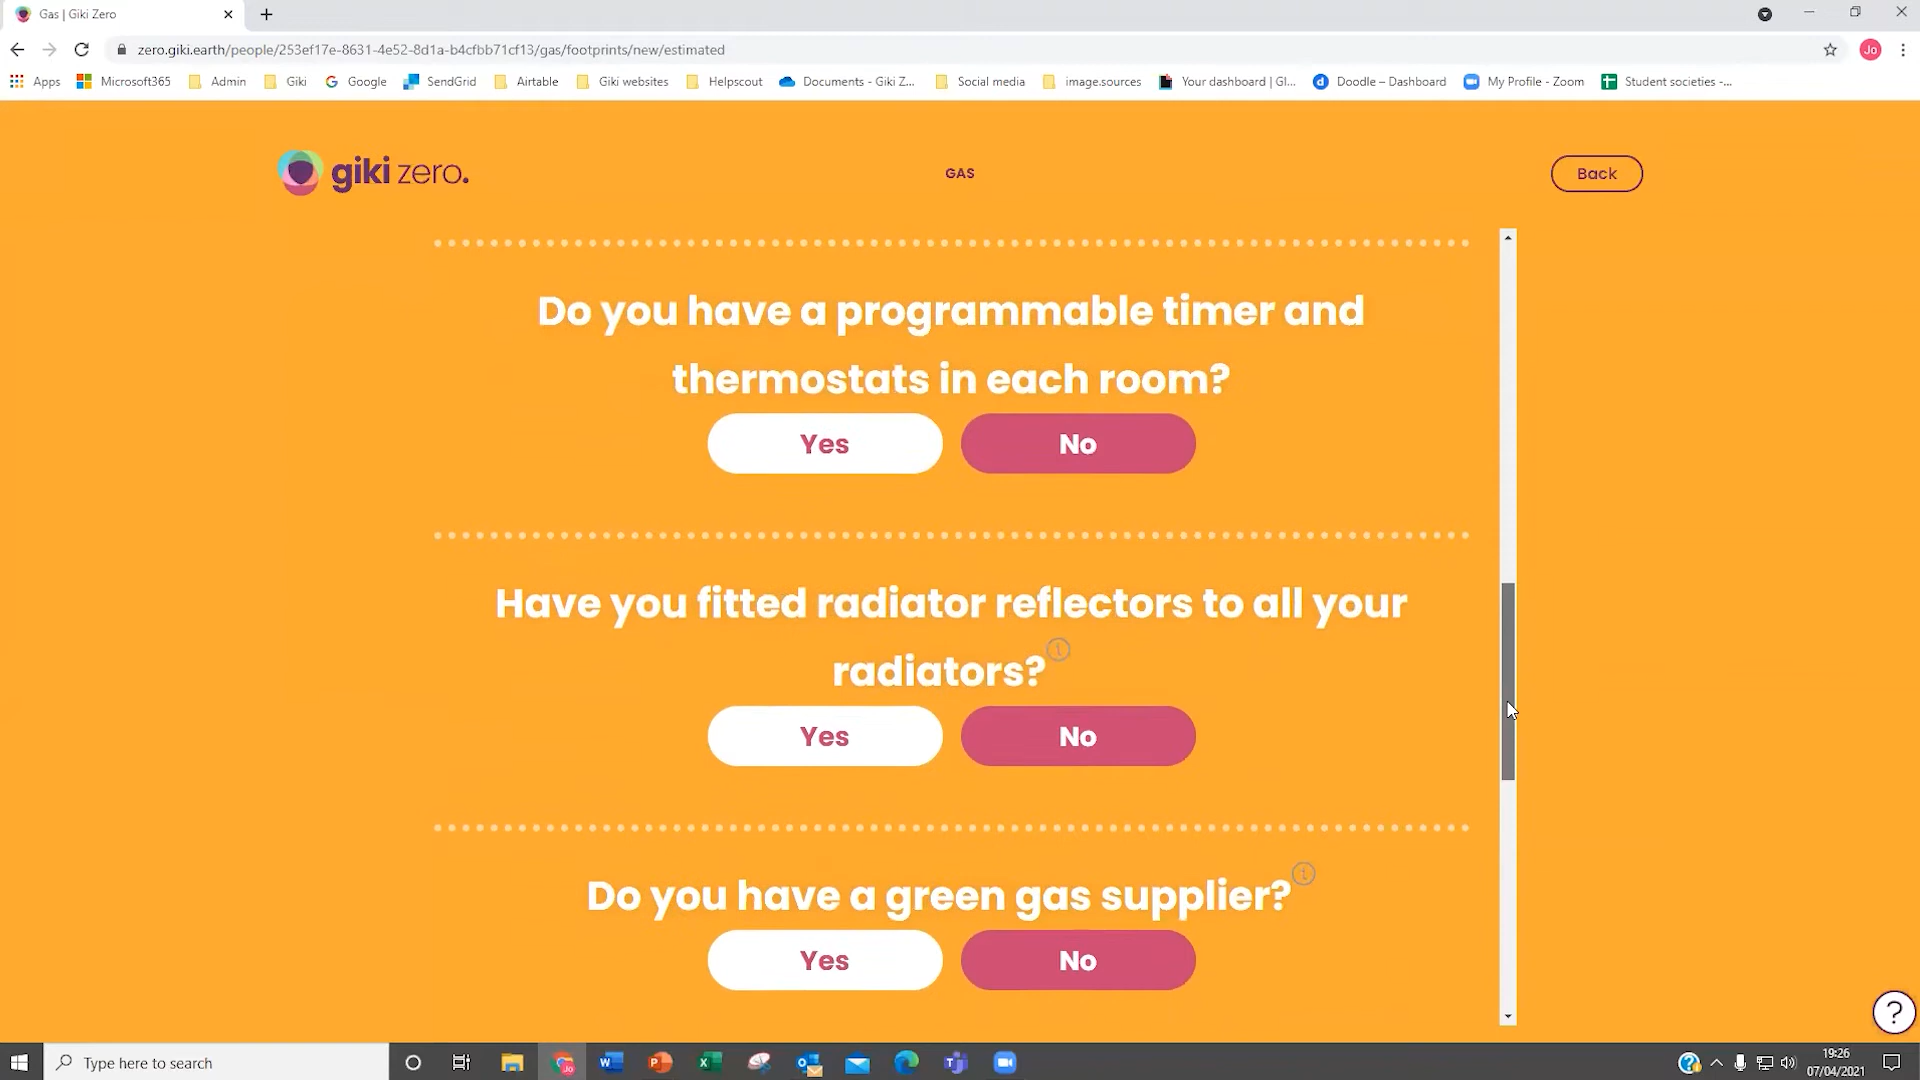 Gas | Giki Zero
zero.giki.earth/people/253ef17e-8631-4e52-8d1a-b4cfbb71cf13/gas/footprints/new/estimated
Jo
Apps Microsoft365 Admin Giki Google SendGrid Airtable Giki websites Helpscout Documents - Giki Z... Social media image.sources Your dashboard | GI... Doodle – Dashboard My Profile - Zoom Student societies -...
giki zero.
GAS
Back
Do you have a programmable timer and
thermostats in each room?
Yes No
Have you fitted radiator reflectors to all your
radiators?
Yes No
Do you have a green gas supplier?
Yes No
?
Type here to search
19:26
07/04/2021